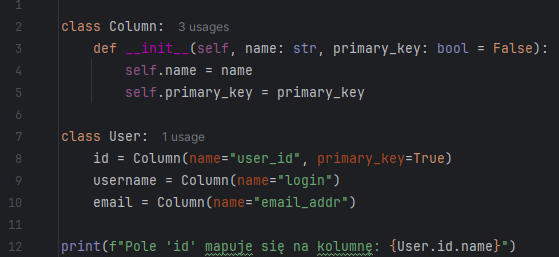 1
2 class Column: 3 usages
3 def __init__(self, name: str, primary_key: bool = False):
4 self.name = name
5 self.primary_key = primary_key
6
7 class User: 1 usage
8 id = Column(name="user_id", primary_key=True)
9 username = Column(name="login")
10 email = Column(name="email_addr")
11
12 print(f"Pole 'id' mapuje się na kolumnę: {User.id.name}")